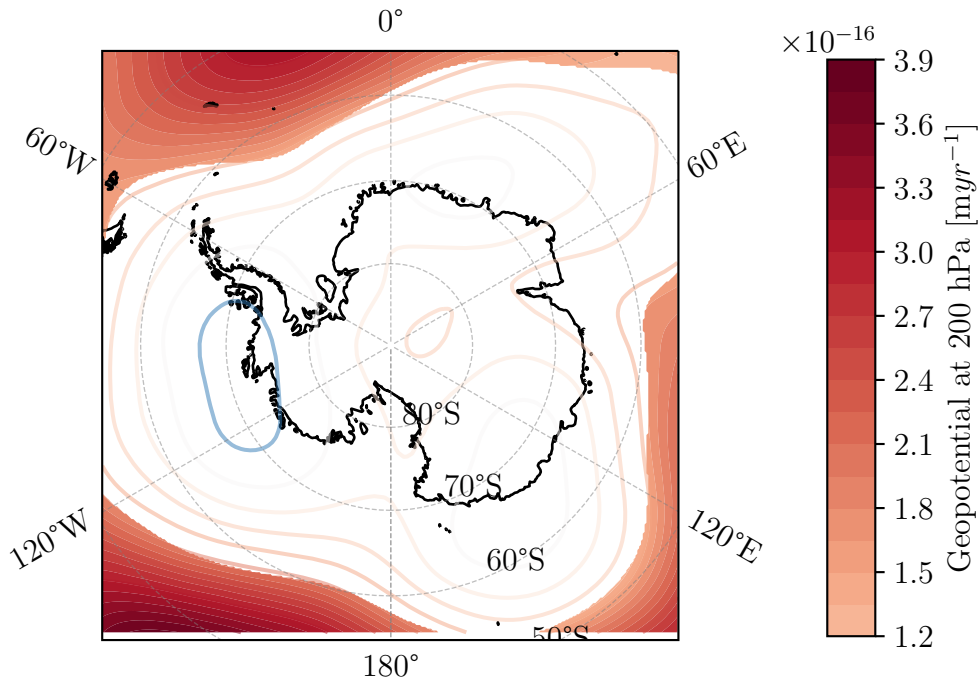 0°
×10⁻¹⁶
60°W
60°E
80°S
70°S
60°S
50°S
120°W
120°E
180°
3.9
3.6
3.3
3.0
2.7
2.4
2.1
1.8
1.5
1.2
Geopotential at 200 hPa [myr⁻¹]